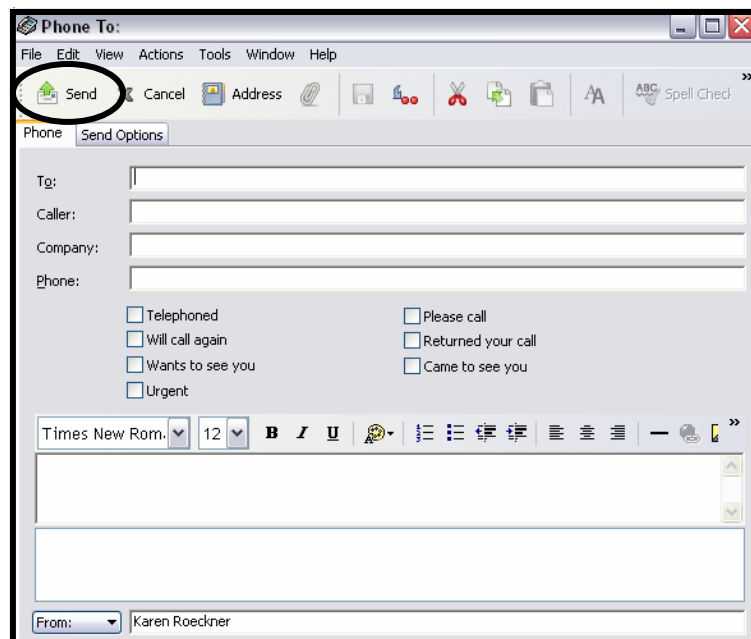 Phone To:
File Edit View Actions Tools Window Help
Send Cancel Address AA ABC Spell Check »
Phone Send Options
To:
Caller:
Company:
Phone:
Telephoned Please call
Will call again Returned your call
Wants to see you Came to see you
Urgent
Times New Rom. 12 B I U »
From: Karen Roeckner